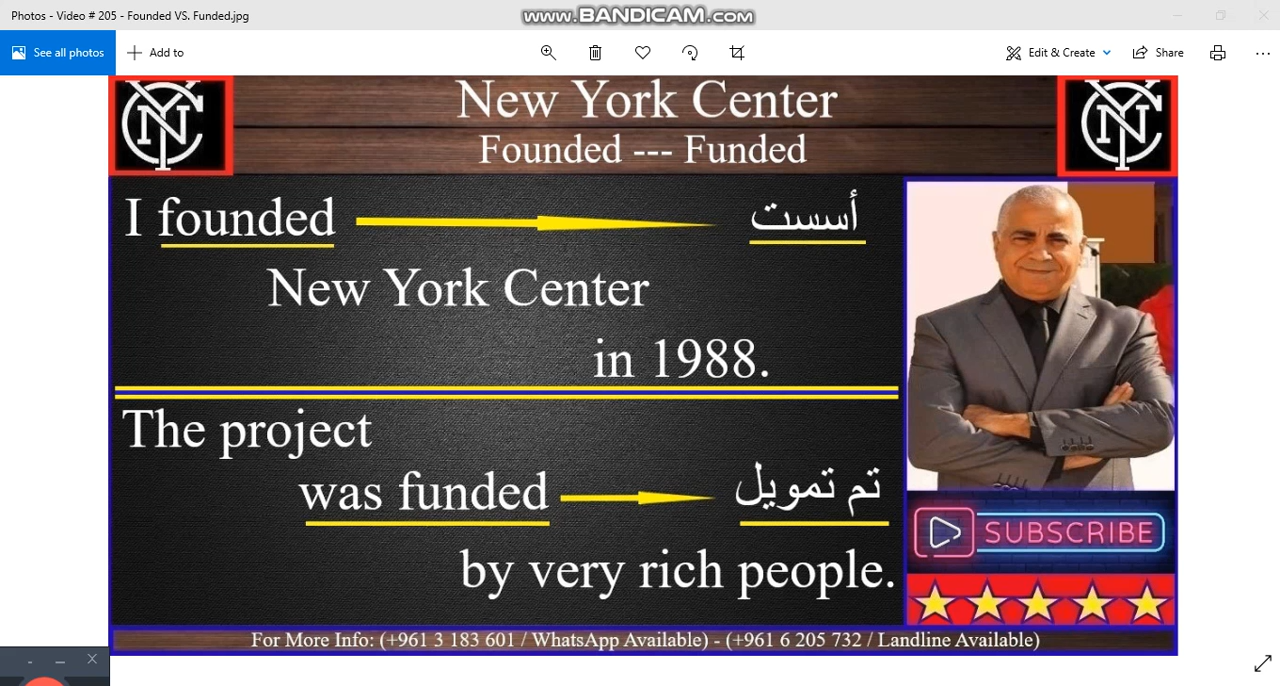 Photos - Video # 205 - Founded VS. Funded.jpg
www.BANDICAM.com
See all photos
Add to
Edit & Create
Share
New York Center
Founded --- Funded
NYC
NYC
I founded أسست
New York Center
in 1988.
The project
was funded تم تمويل
by very rich people.
SUBSCRIBE
For More Info: (+961 3 183 601 / WhatsApp Available) - (+961 6 205 732 / Landline Available)